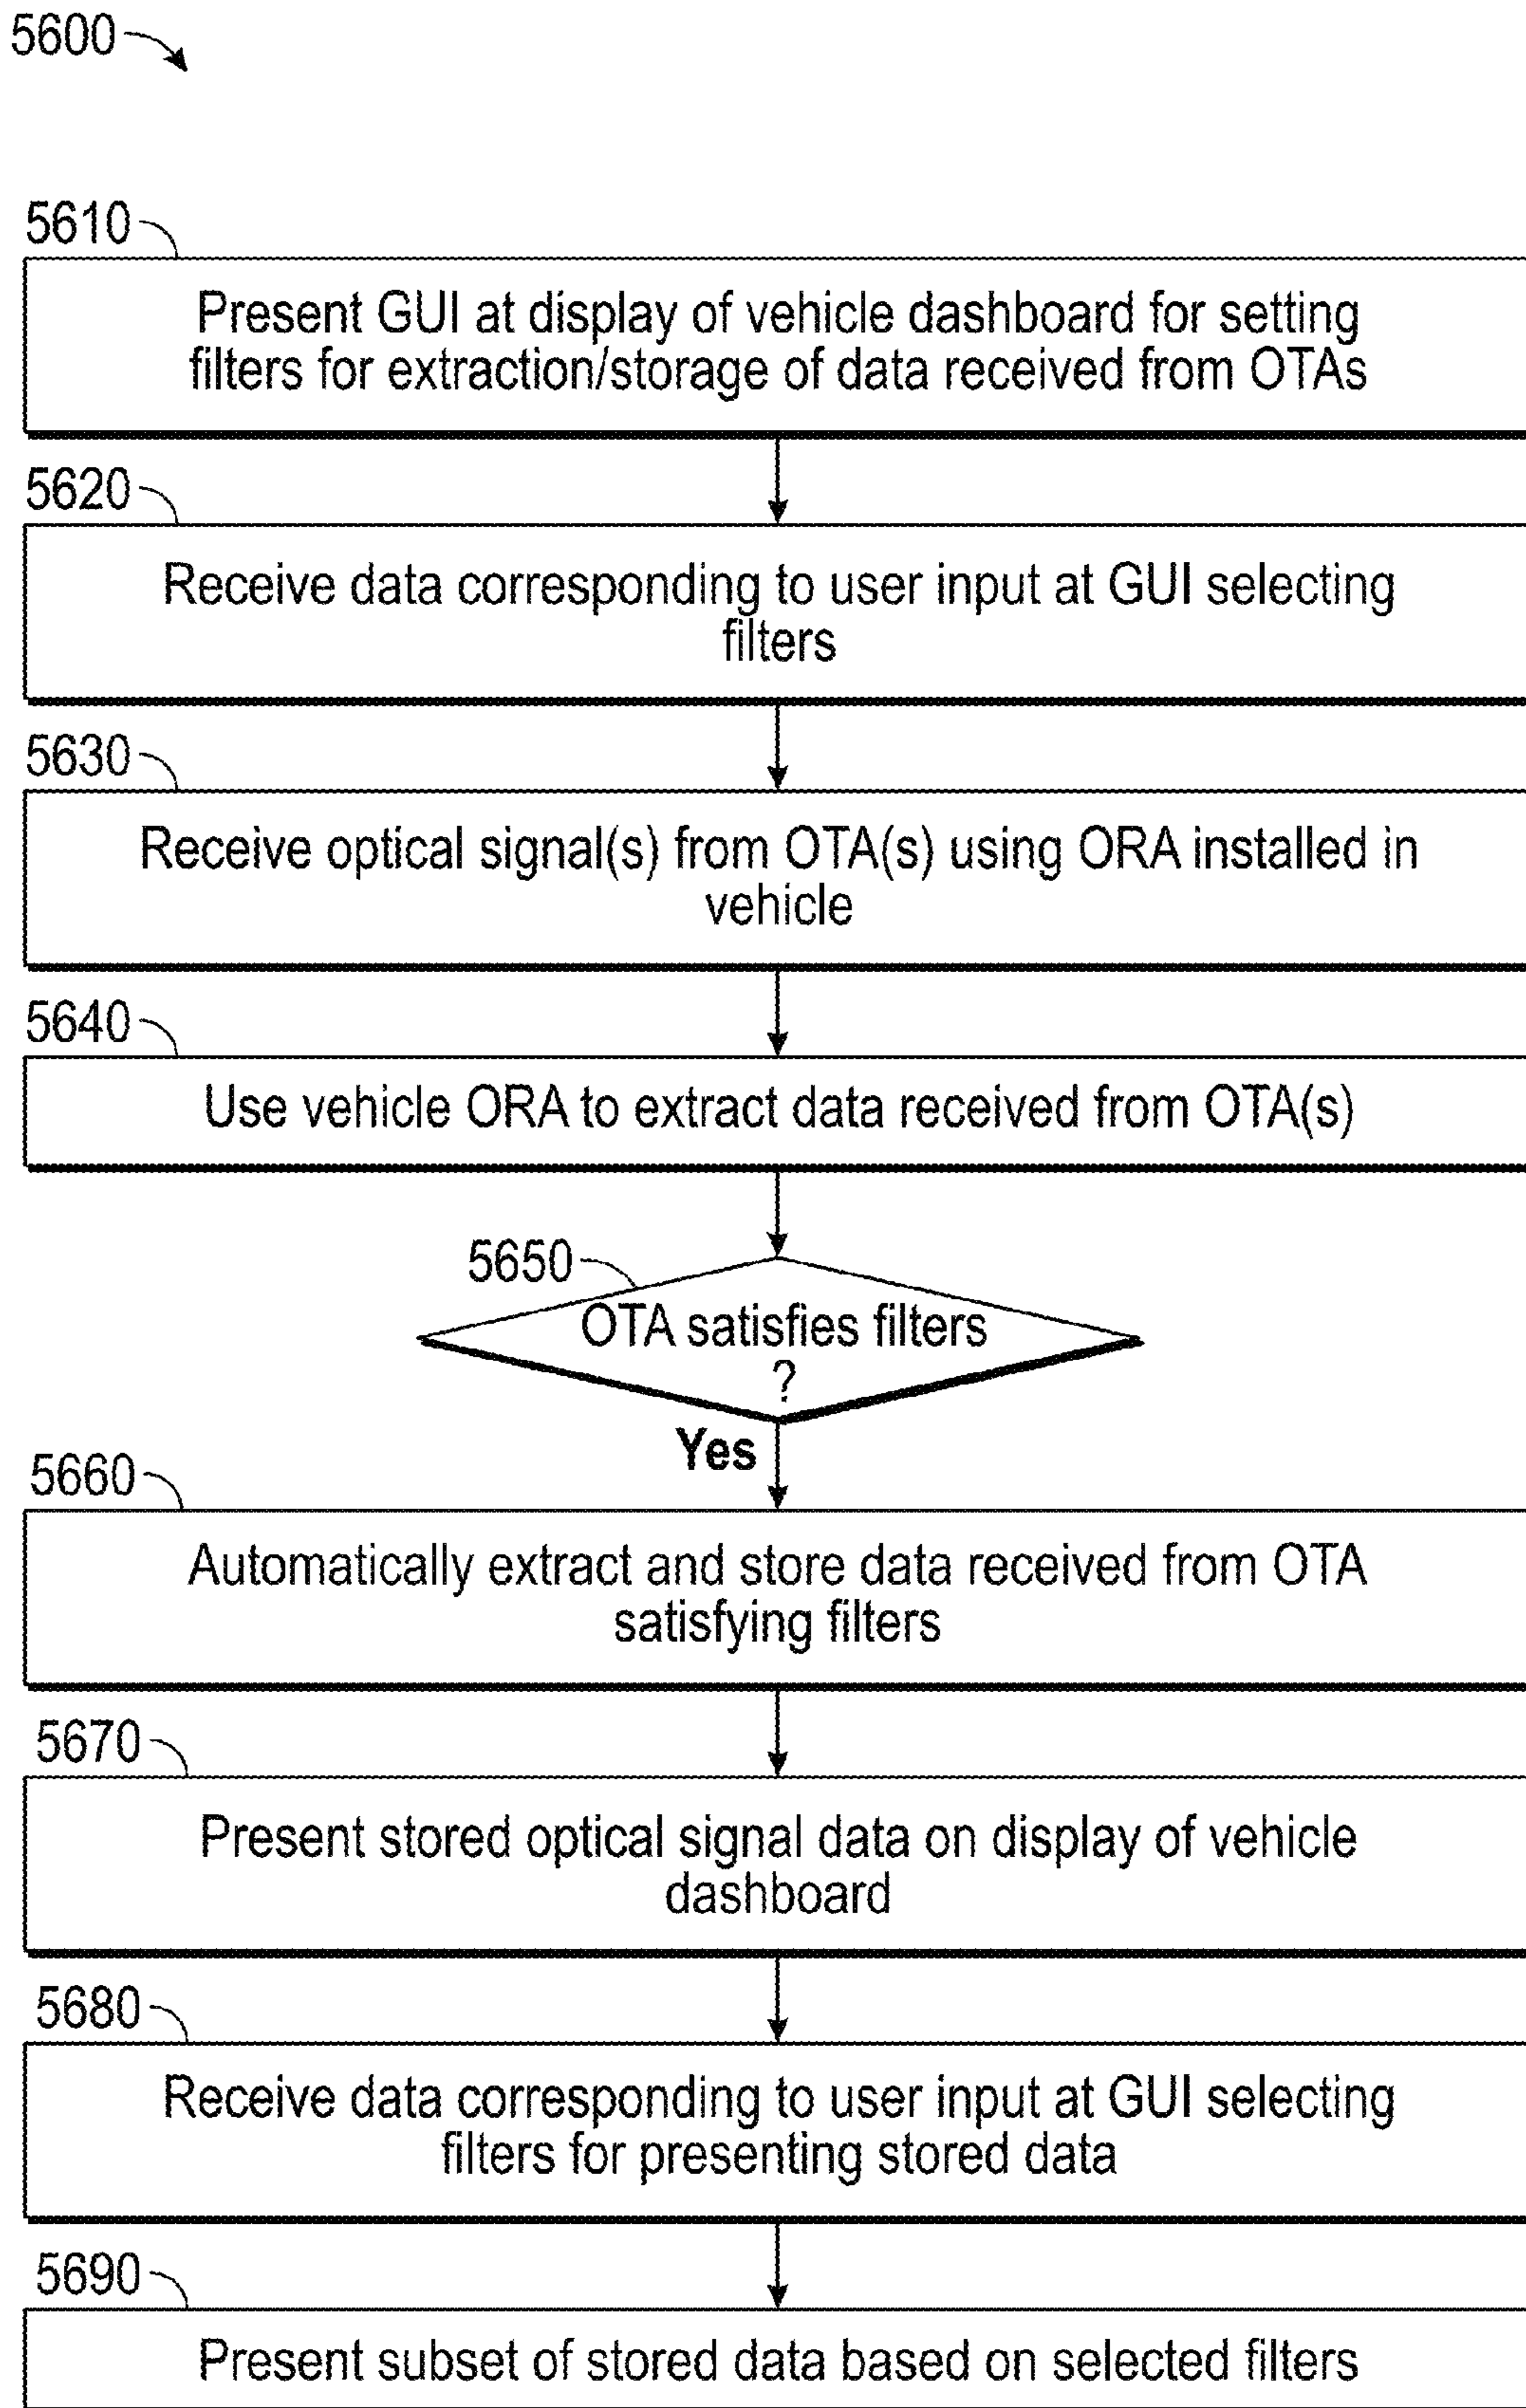 5600
5610
Present GUI at display of vehicle dashboard for setting
filters for extraction/storage of data received from OTAs
5620
Receive data corresponding to user input at GUI selecting
filters
5630
Receive optical signal(s) from OTA(s) using ORA installed in
vehicle
5640
Use vehicle ORA to extract data received from OTA(s)
5650
OTA satisfies filters
?
Yes
5660
Automatically extract and store data received from OTA
satisfying filters
5670
Present stored optical signal data on display of vehicle
dashboard
5680
Receive data corresponding to user input at GUI selecting
filters for presenting stored data
5690
Present subset of stored data based on selected filters